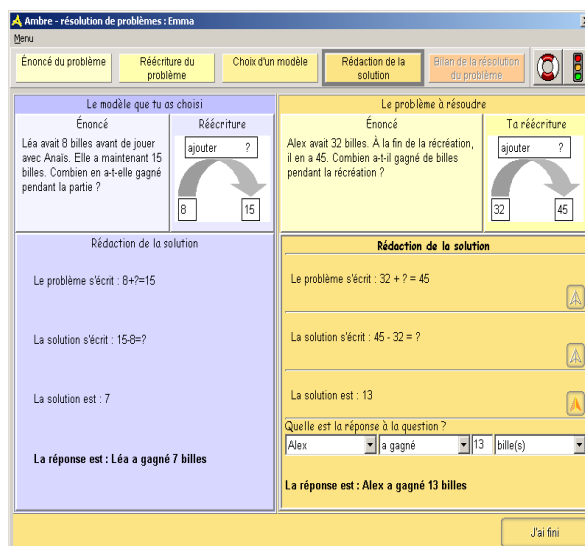 Ambre - résolution de problèmes : Emma
Menu
Énoncé du problème
Réécriture du
problème
Choix d'un modèle
Rédaction de la
solution
Bilan de la résolution
du problème
Le modèle que tu as choisi
Énoncé
Léa avait 8 billes avant de jouer
avec Anaïs. Elle a maintenant 15
billes. Combien en a-t-elle gagné
pendant la partie ?
Réécriture
ajouter ?
8 15
Rédaction de la solution
Le problème s'écrit : 8+?=15
La solution s'écrit : 15-8=?
La solution est : 7
La réponse est : Léa a gagné 7 billes
Le problème à résoudre
Énoncé
Alex avait 32 billes. À la fin de la récréation,
il en a 45. Combien a-t-il gagné de billes
pendant la récréation ?
Ta réécriture
ajouter ?
32 45
Rédaction de la solution
Le problème s'écrit : 32 + ? = 45
La solution s'écrit : 45 - 32 = ?
La solution est : 13
Quelle est la réponse à la question ?
Alex a gagné 13 bille(s)
La réponse est : Alex a gagné 13 billes
J'ai fini